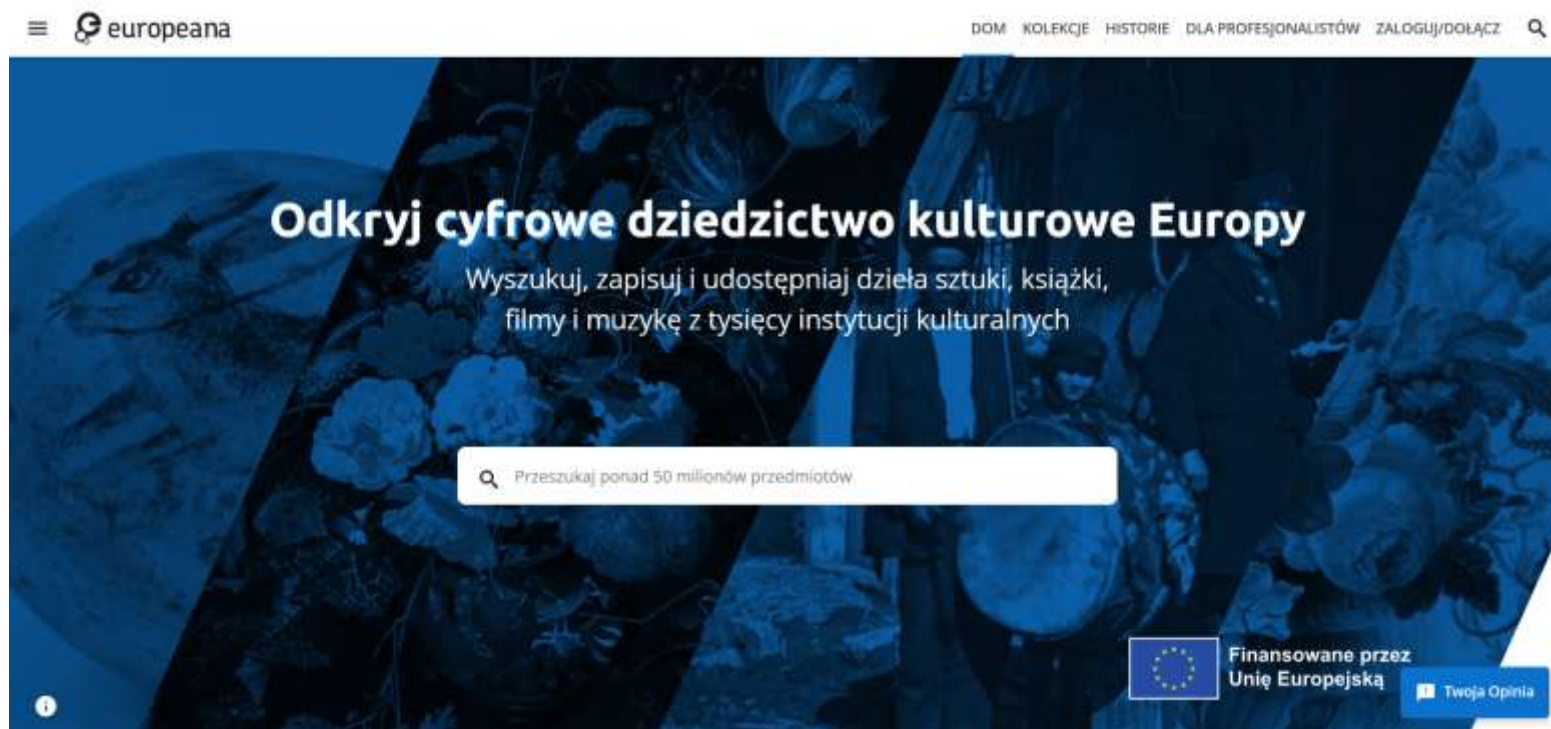 europeana
DOM KOLEKCJE HISTORIE DLA PROFESJONALISTÓW ZALOGUJ/DOŁĄCZ
Odkryj cyfrowe dziedzictwo kulturowe Europy
Wyszukuj, zapisuj i udostępniaj dzieła sztuki, książki,
filmy i muzykę z tysięcy instytucji kulturalnych
Przeszukaj ponad 50 milionów przedmiotów
Finansowane przez
Unię Europejską
Twoja Opinia